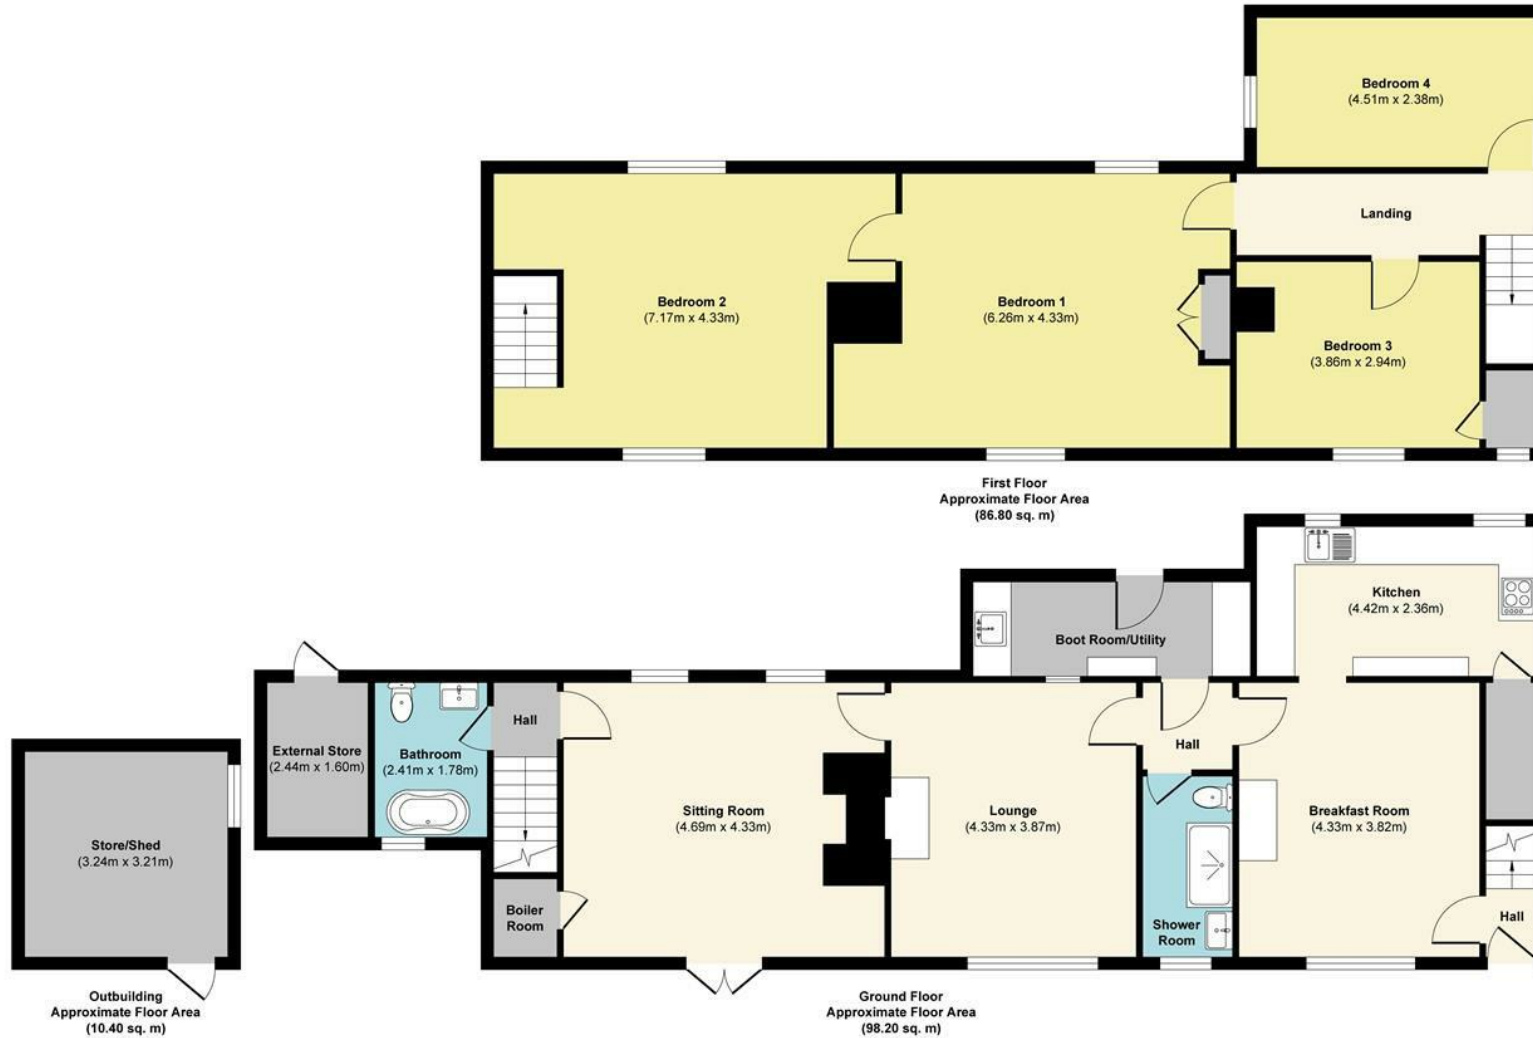 Bedroom 4
(4.51m x 2.38m)
Landing
Bedroom 2
(7.17m x 4.33m)
Bedroom 1
(6.26m x 4.33m)
Bedroom 3
(3.86m x 2.94m)
First Floor
Approximate Floor Area
(86.80 sq. m)
Kitchen
(4.42m x 2.36m)
Boot Room/Utility
Hall
External Store
(2.44m x 1.60m)
Bathroom
(2.41m x 1.78m)
Hall
Sitting Room
(4.69m x 4.33m)
Lounge
(4.33m x 3.87m)
Breakfast Room
(4.33m x 3.82m)
Store/Shed
(3.24m x 3.21m)
Boiler
Room
Shower
Room
Hall
Outbuilding
Approximate Floor Area
(10.40 sq. m)
Ground Floor
Approximate Floor Area
(98.20 sq. m)